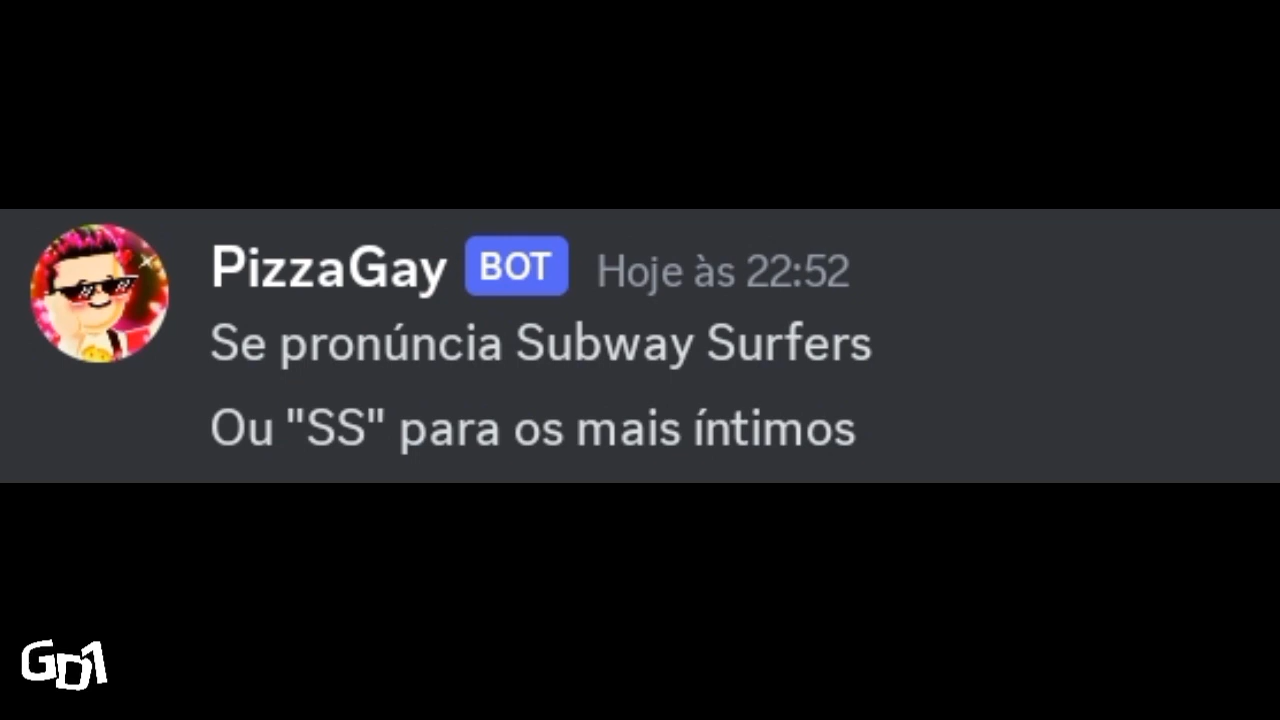 PizzaGay BOT Hoje às 22:52
Se pronúncia Subway Surfers
Ou "SS" para os mais íntimos
GD1